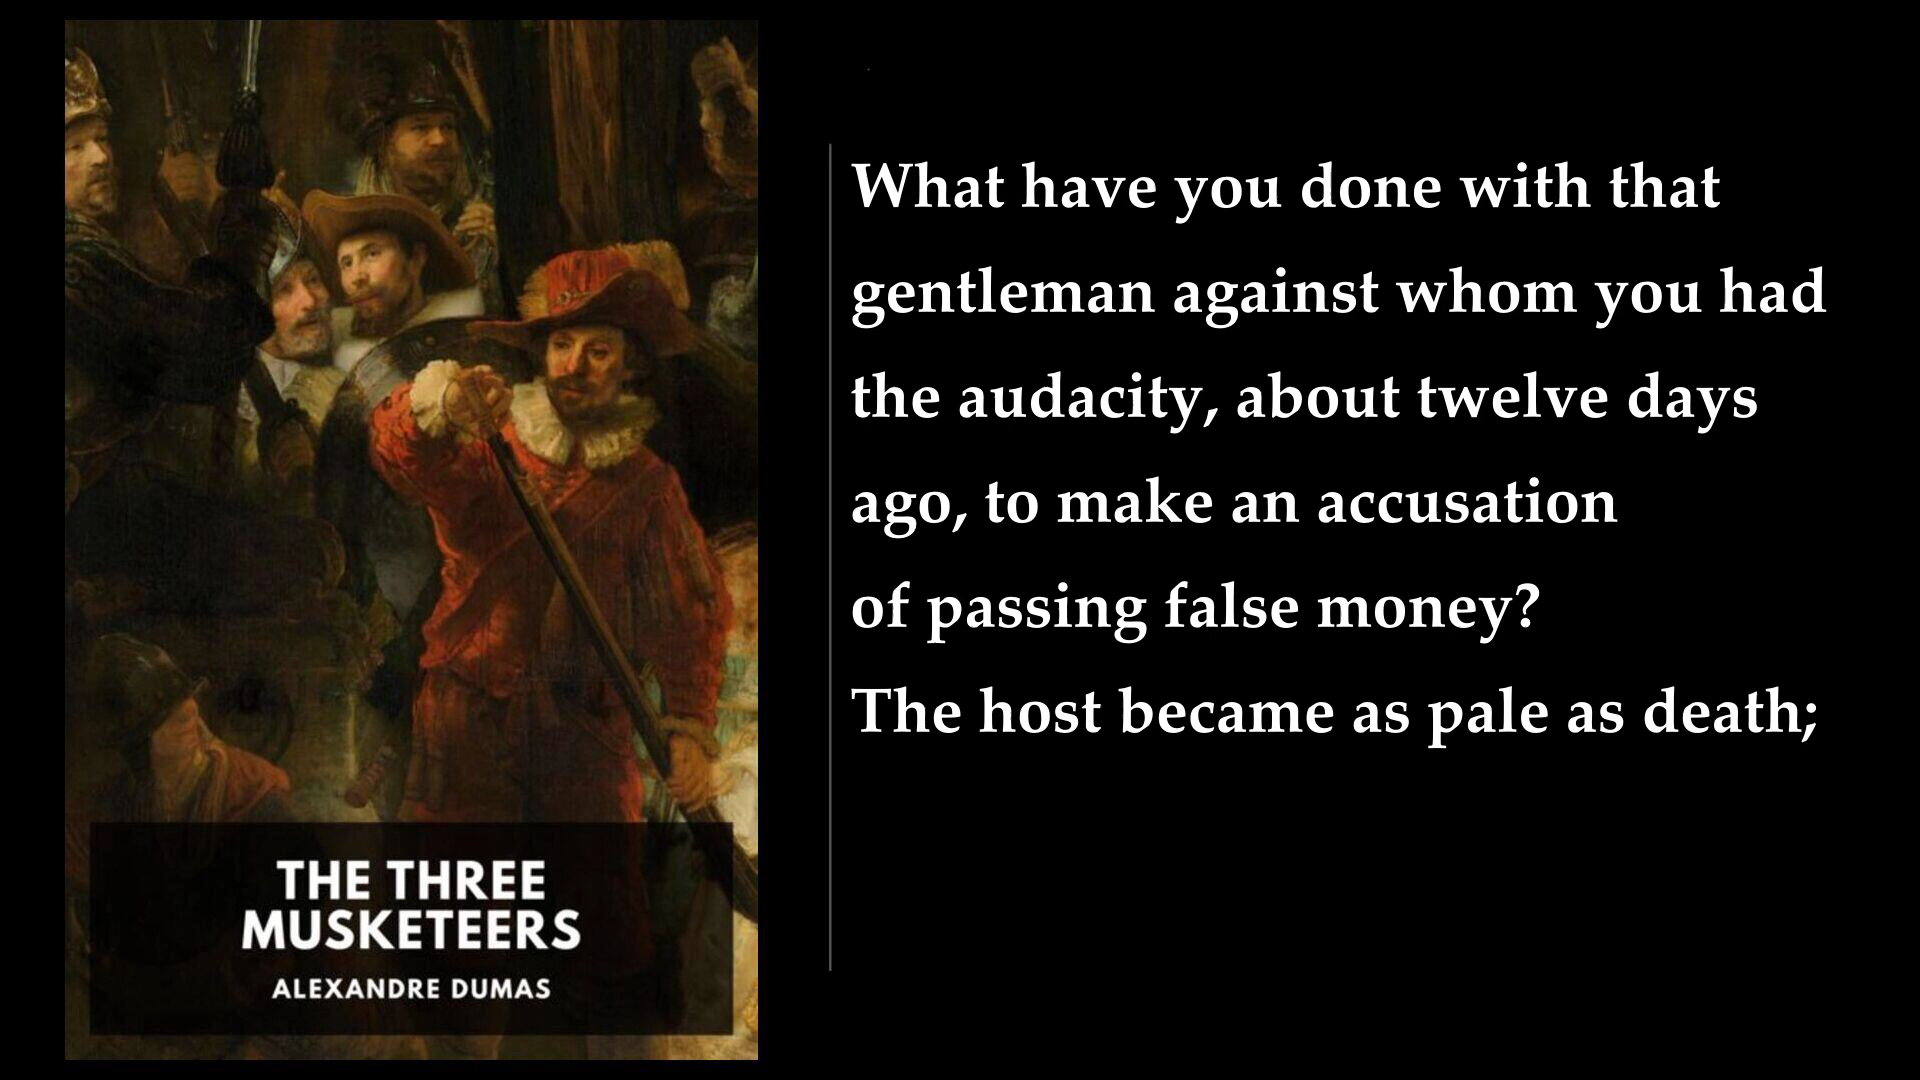 THE THREE
MUSKETEERS
ALEXANDRE DUMAS
What have you done with that
gentleman against whom you had
the audacity, about twelve days
ago, to make an accusation
of passing false money?
The host became as pale as death;